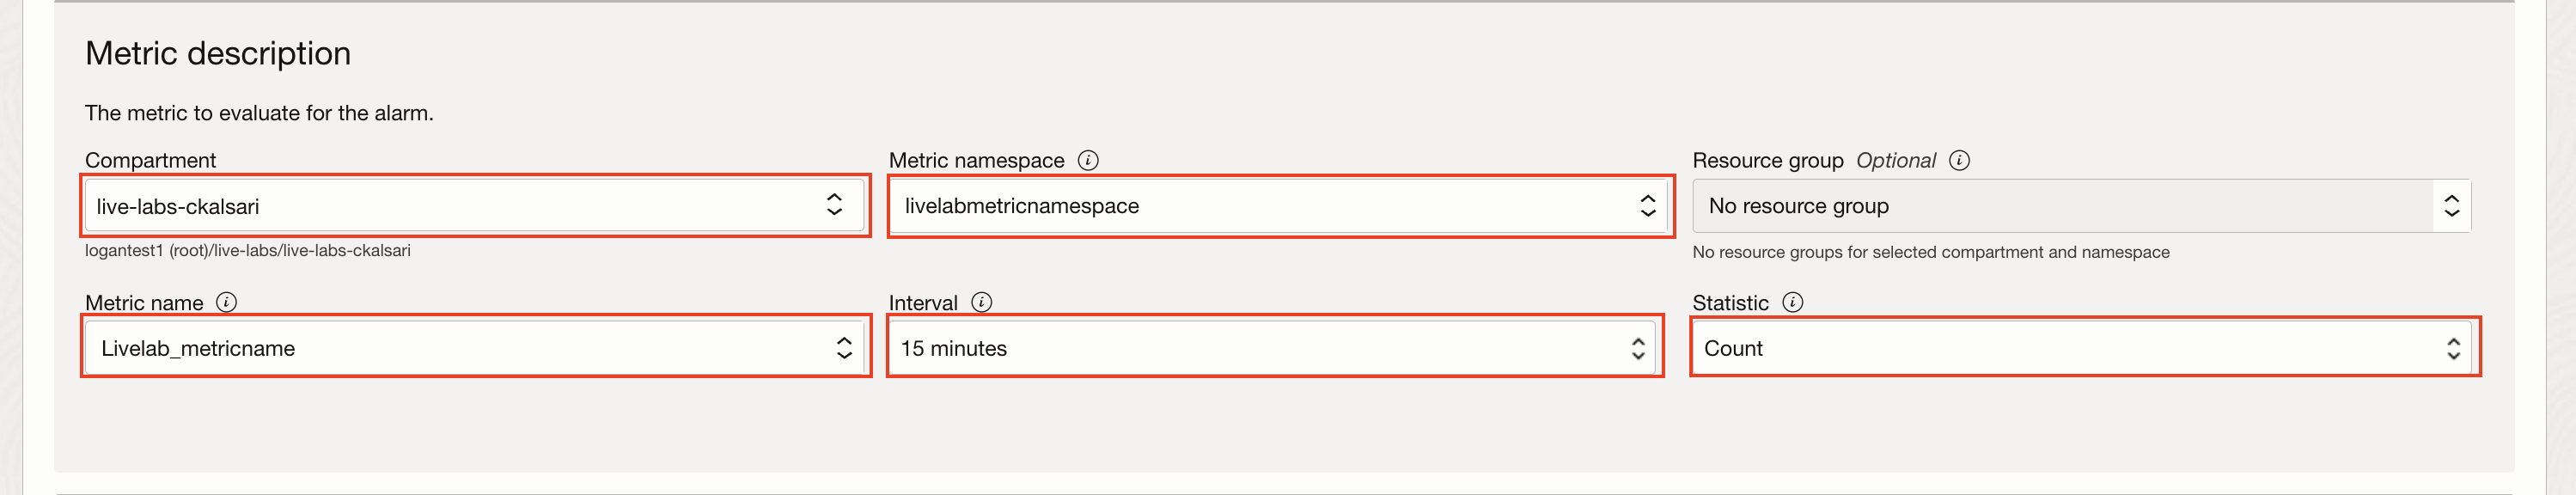 Metric description
The metric to evaluate for the alarm.
Compartment
live-labs-ckalsari
logantest1 (root)/live-labs/live-labs-ckalsari
Metric namespace
livelabmetricnamespace
Resource group Optional
No resource group
No resource groups for selected compartment and namespace
Metric name
Livelab_metricname
Interval
15 minutes
Statistic
Count